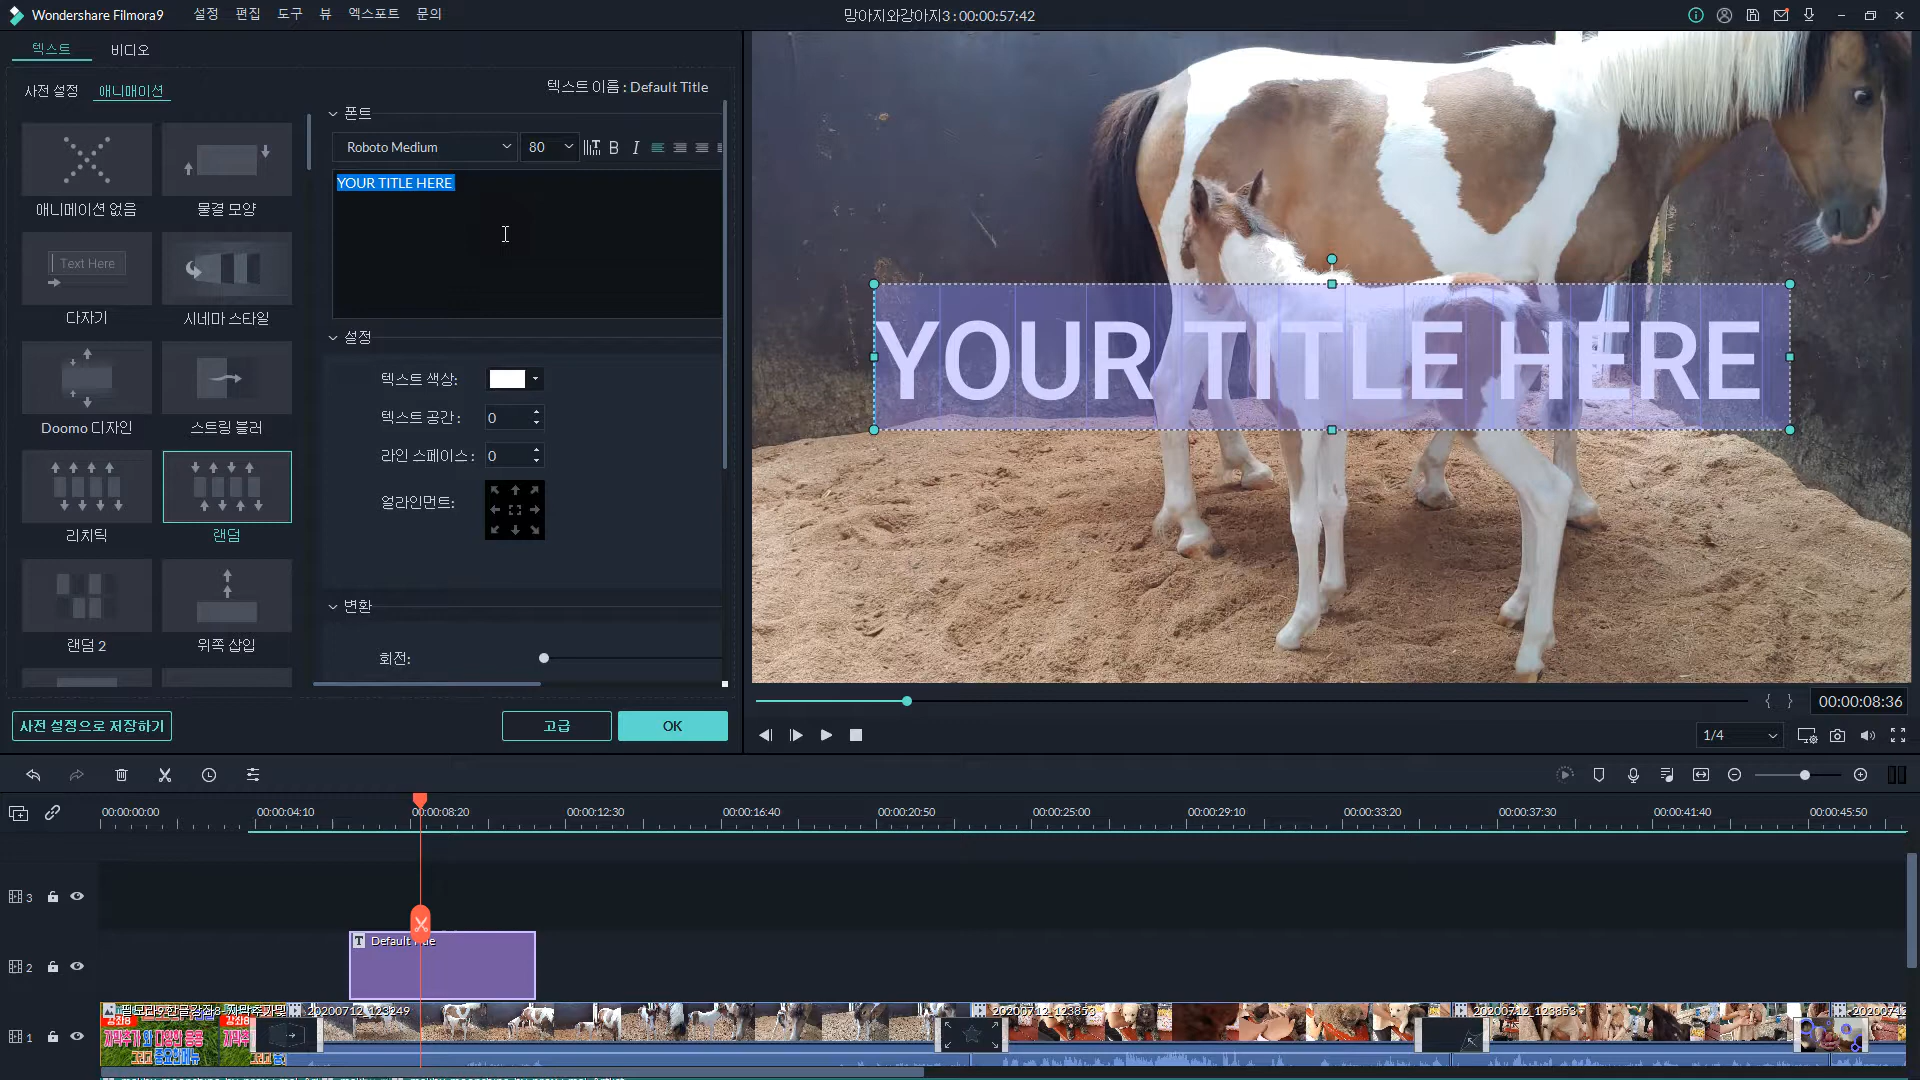 Wondershare Filmora9 설정 편집 도구 뷰 엑스포트 문의 망아지와강아지3 : 00:00:57:42
텍스트 비디오
사전 설정 애니매이션 텍스트 이름 : Default Title
폰트
Roboto Medium 80 B I
YOUR TITLE HERE
애니메이션 없음 물결 모양
Text Here
다자기 시네마 스타일
Doomo 디자인 스트링 블러
리치틱 랜덤
랜덤 2 위쪽 삽입
설정
텍스트 색상:
텍스트 공간 : 0
라인 스페이스 : 0
얼라인먼트:
변환
회전:
YOUR TITLE HERE
사전 설정으로 저장하기 고급 OK
{ } 00:00:08:36
1/4
00:00:00:00 00:00:04:10 00:00:08:20 00:00:12:30 00:00:16:40 00:00:20:50 00:00:25:00 00:00:29:10 00:00:33:20 00:00:37:30 00:00:41:40 00:00:45:50
3
T Default
2
20200712_123249 20200712_123853 20200712_123853
1